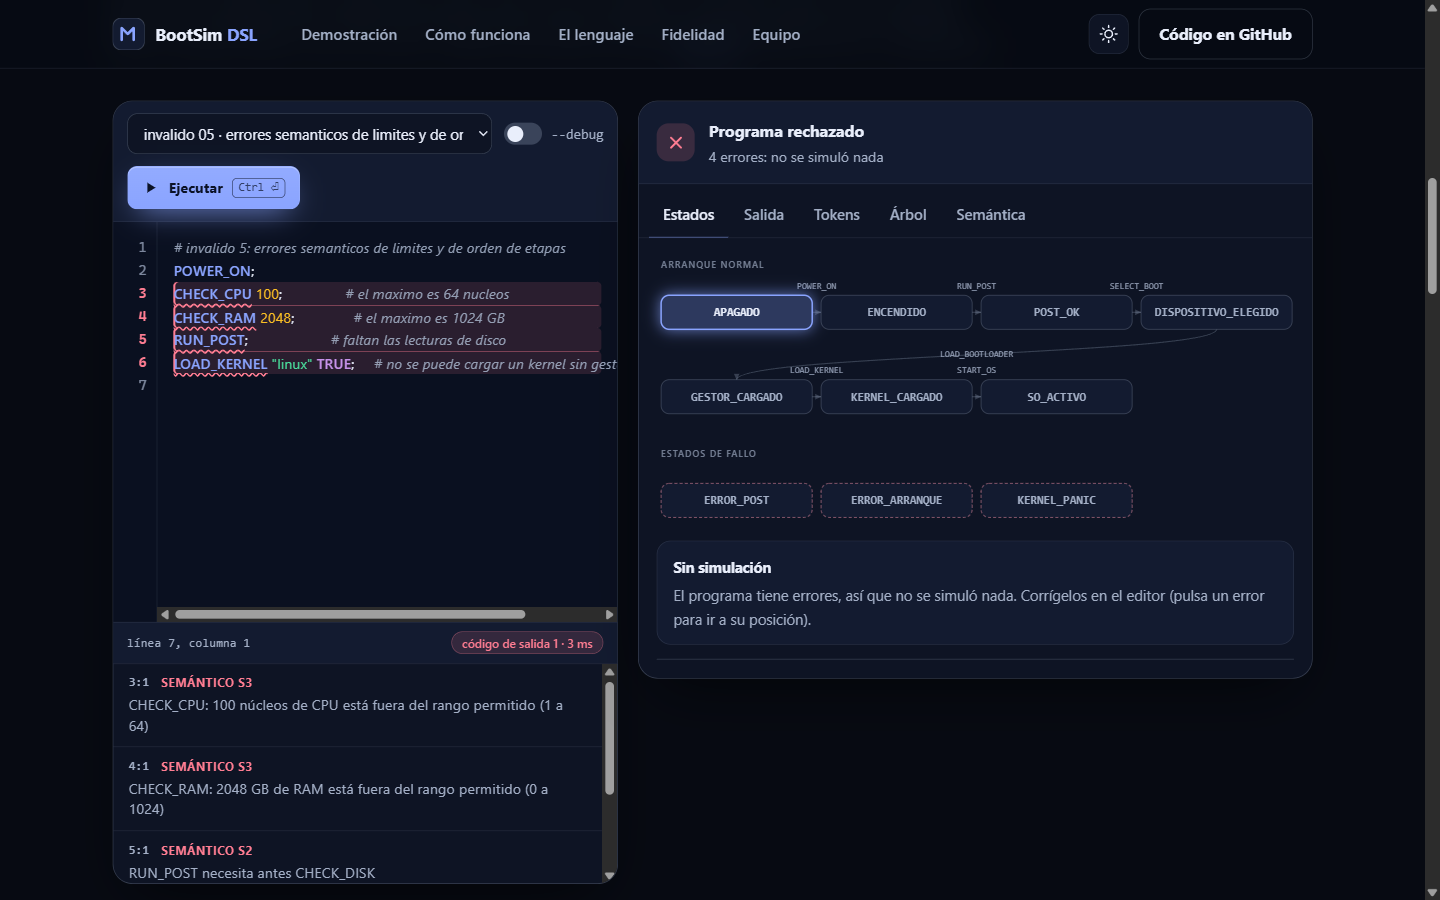 BootSim DSL
Demostración
Cómo funciona
El lenguaje
Fidelidad
Equipo
Código en GitHub
invalido 05 · errores semanticos de limites y de or
--debug
Ejecutar Ctrl ⏎
1 # invalido 5: errores semanticos de limites y de orden de etapas
2 POWER_ON;
3 CHECK_CPU 100; # el maximo es 64 nucleos
4 CHECK_RAM 2048; # el maximo es 1024 GB
5 RUN_POST; # faltan las lecturas de disco
6 LOAD_KERNEL "linux" TRUE; # no se puede cargar un kernel sin gest
7
línea 7, columna 1
código de salida 1 · 3 ms
3:1 SEMÁNTICO S3
CHECK_CPU: 100 núcleos de CPU está fuera del rango permitido (1 a
64)
4:1 SEMÁNTICO S3
CHECK_RAM: 2048 GB de RAM está fuera del rango permitido (0 a
1024)
5:1 SEMÁNTICO S2
RUN_POST necesita antes CHECK_DISK
Programa rechazado
4 errores: no se simuló nada
Estados
Salida
Tokens
Árbol
Semántica
ARRANQUE NORMAL
POWER_ON
RUN_POST
SELECT_BOOT
APAGADO
ENCENDIDO
POST_OK
DISPOSITIVO_ELEGIDO
LOAD_BOOTLOADER
LOAD_KERNEL
START_OS
GESTOR_CARGADO
KERNEL_CARGADO
SO_ACTIVO
ESTADOS DE FALLO
ERROR_POST
ERROR_ARRANQUE
KERNEL_PANIC
Sin simulación
El programa tiene errores, así que no se simuló nada. Corrígelos en el editor (pulsa un error
para ir a su posición).